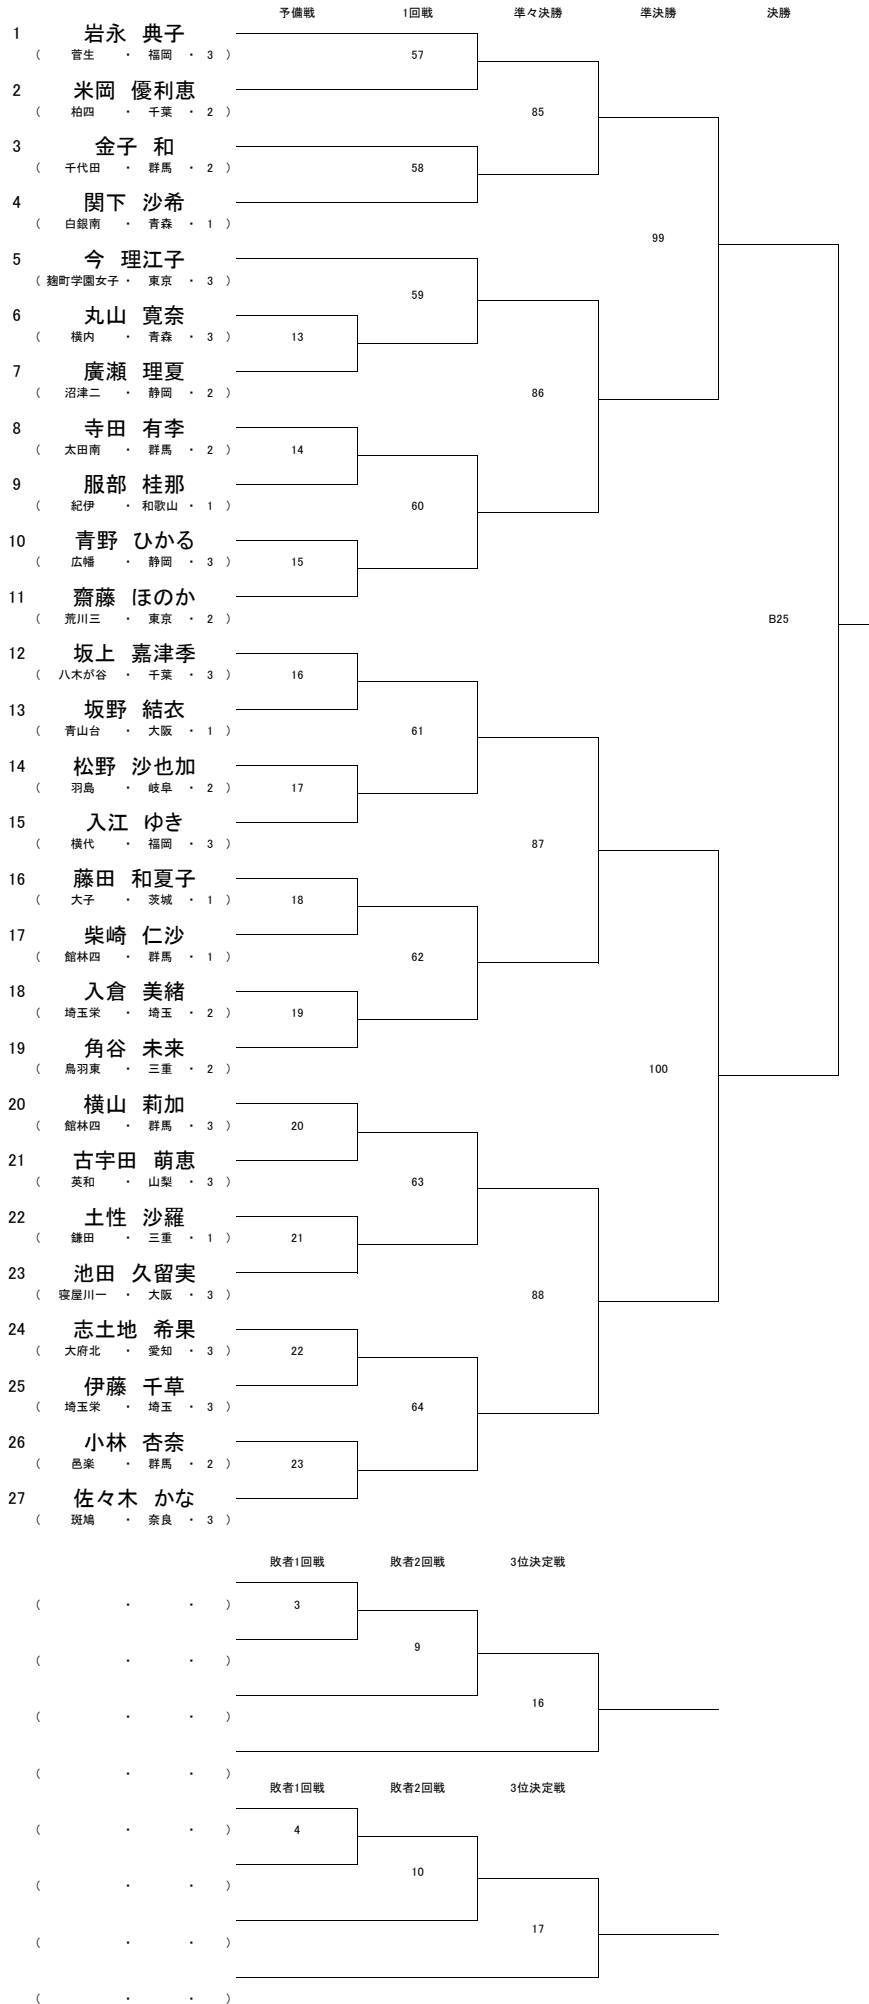 予備戦 1回戦 準々決勝 準決勝 決勝
1 岩永 典子
( 菅生 ・ 福岡 ・ 3 )
57
2 米岡 優利恵
( 柏四 ・ 千葉 ・ 2 )
85
3 金子 和
( 千代田 ・ 群馬 ・ 2 )
58
4 関下 沙希
( 白銀南 ・ 青森 ・ 1 )
99
5 今 理江子
( 麹町学園女子 ・ 東京 ・ 3 )
59
6 丸山 寛奈
( 横内 ・ 青森 ・ 3 )
13
7 廣瀬 理夏
( 沼津二 ・ 静岡 ・ 2 )
86
8 寺田 有李
( 太田南 ・ 群馬 ・ 2 )
14
9 服部 桂那
( 紀伊 ・ 和歌山 ・ 1 )
60
10 青野 ひかる
( 広幡 ・ 静岡 ・ 3 )
15
11 齋藤 ほのか
( 荒川三 ・ 東京 ・ 2 )
B25
12 坂上 嘉津季
( 八木が谷 ・ 千葉 ・ 3 )
16
13 坂野 結衣
( 青山台 ・ 大阪 ・ 1 )
61
14 松野 沙也加
( 羽島 ・ 岐阜 ・ 2 )
17
15 入江 ゆき
( 横代 ・ 福岡 ・ 3 )
87
16 藤田 和夏子
( 大子 ・ 茨城 ・ 1 )
18
17 柴崎 仁沙
( 館林四 ・ 群馬 ・ 1 )
62
18 入倉 美緒
( 埼玉栄 ・ 埼玉 ・ 2 )
19
19 角谷 未来
( 鳥羽東 ・ 三重 ・ 2 )
100
20 横山 莉加
( 館林四 ・ 群馬 ・ 3 )
20
21 古宇田 萌恵
( 英和 ・ 山梨 ・ 3 )
63
22 土性 沙羅
( 鎌田 ・ 三重 ・ 1 )
21
23 池田 久留実
( 寝屋川一 ・ 大阪 ・ 3 )
88
24 志土地 希果
( 大府北 ・ 愛知 ・ 3 )
22
25 伊藤 千草
( 埼玉栄 ・ 埼玉 ・ 3 )
64
26 小林 杏奈
( 邑楽 ・ 群馬 ・ 2 )
23
27 佐々木 かな
( 斑鳩 ・ 奈良 ・ 3 )
敗者1回戦 敗者2回戦 3位決定戦
( ・ ・ )
3
9
( ・ ・ )
16
( ・ ・ )
( ・ ・ )
敗者1回戦 敗者2回戦 3位決定戦
( ・ ・ )
4
10
( ・ ・ )
17
( ・ ・ )
( ・ ・ )